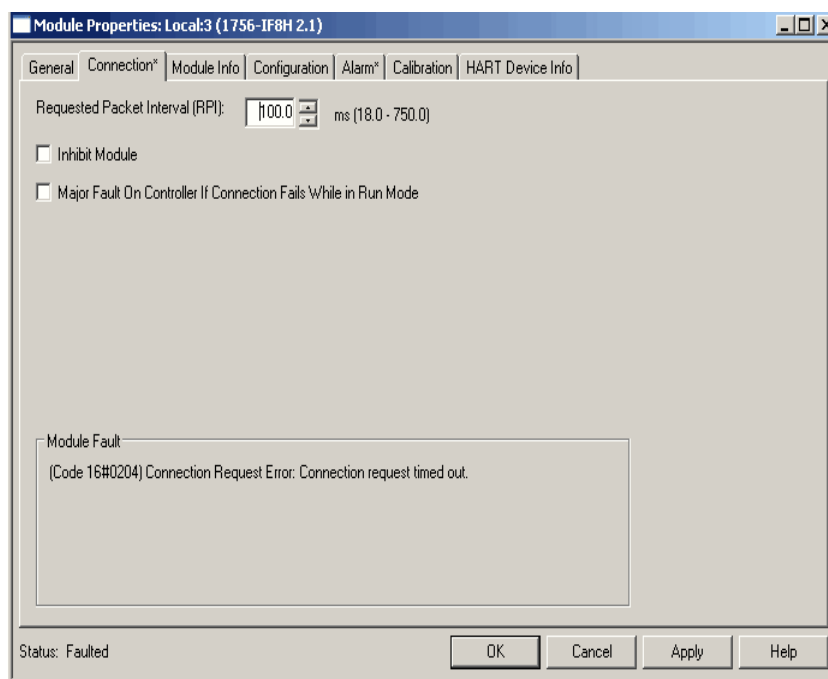 Module Properties: Local:3 (1756-IF8H 2.1)
General Connection* Module Info Configuration Alarm* Calibration HART Device Info
Requested Packet Interval (RPI): 100.0 ms (18.0 - 750.0)
Inhibit Module
Major Fault On Controller If Connection Fails While in Run Mode
Module Fault
(Code 16#0204) Connection Request Error: Connection request timed out.
Status: Faulted OK Cancel Apply Help